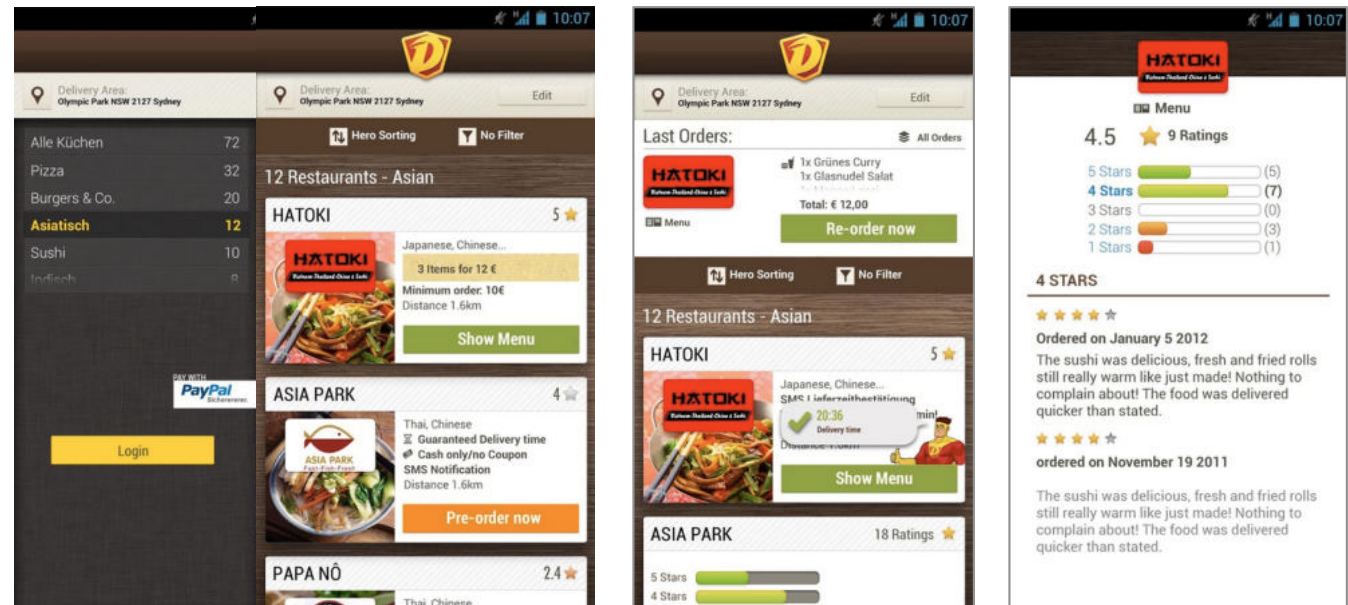 Delivery Area:
Olympic Park NSW 2127 Sydney
Alle Küchen 72
Pizza 32
Burgers & Co. 20
Asiatisch 12
Sushi 10
Indisch 8
PAY WITH
PayPal
Login
10:07
Delivery Area:
Olympic Park NSW 2127 Sydney
Edit
Hero Sorting No Filter
12 Restaurants - Asian
HATOKI 5
HATOKI
Japanese, Chinese...
3 Items for 12 €
Minimum order: 10€
Distance 1.6km
Show Menu
ASIA PARK 4
ASIA PARK
Fast-Fish-Fresh
Thai, Chinese
Guaranteed Delivery time
Cash only/no Coupon
SMS Notification
Distance 1.6km
Pre-order now
PAPA NÔ 2.4
Thai, Chinese
10:07
Delivery Area:
Olympic Park NSW 2127 Sydney
Edit
Last Orders: All Orders
HATOKI
Menu
1x Grünes Curry
1x Glasnudel Salat
Total: € 12,00
Re-order now
Hero Sorting No Filter
12 Restaurants - Asian
HATOKI 5
HATOKI
Japanese, Chinese...
SMS Lieferzeitbestätigung
min!
20:36
Delivery time
Distance 1.6km
Show Menu
ASIA PARK 18 Ratings
5 Stars
4 Stars
10:07
HATOKI
Menu
4.5 9 Ratings
5 Stars (5)
4 Stars (7)
3 Stars (0)
2 Stars (3)
1 Stars (1)
4 STARS
Ordered on January 5 2012
The sushi was delicious, fresh and fried rolls
still really warm like just made! Nothing to
complain about! The food was delivered
quicker than stated.
ordered on November 19 2011
The sushi was delicious, fresh and fried rolls
still really warm like just made! Nothing to
complain about! The food was delivered
quicker than stated.